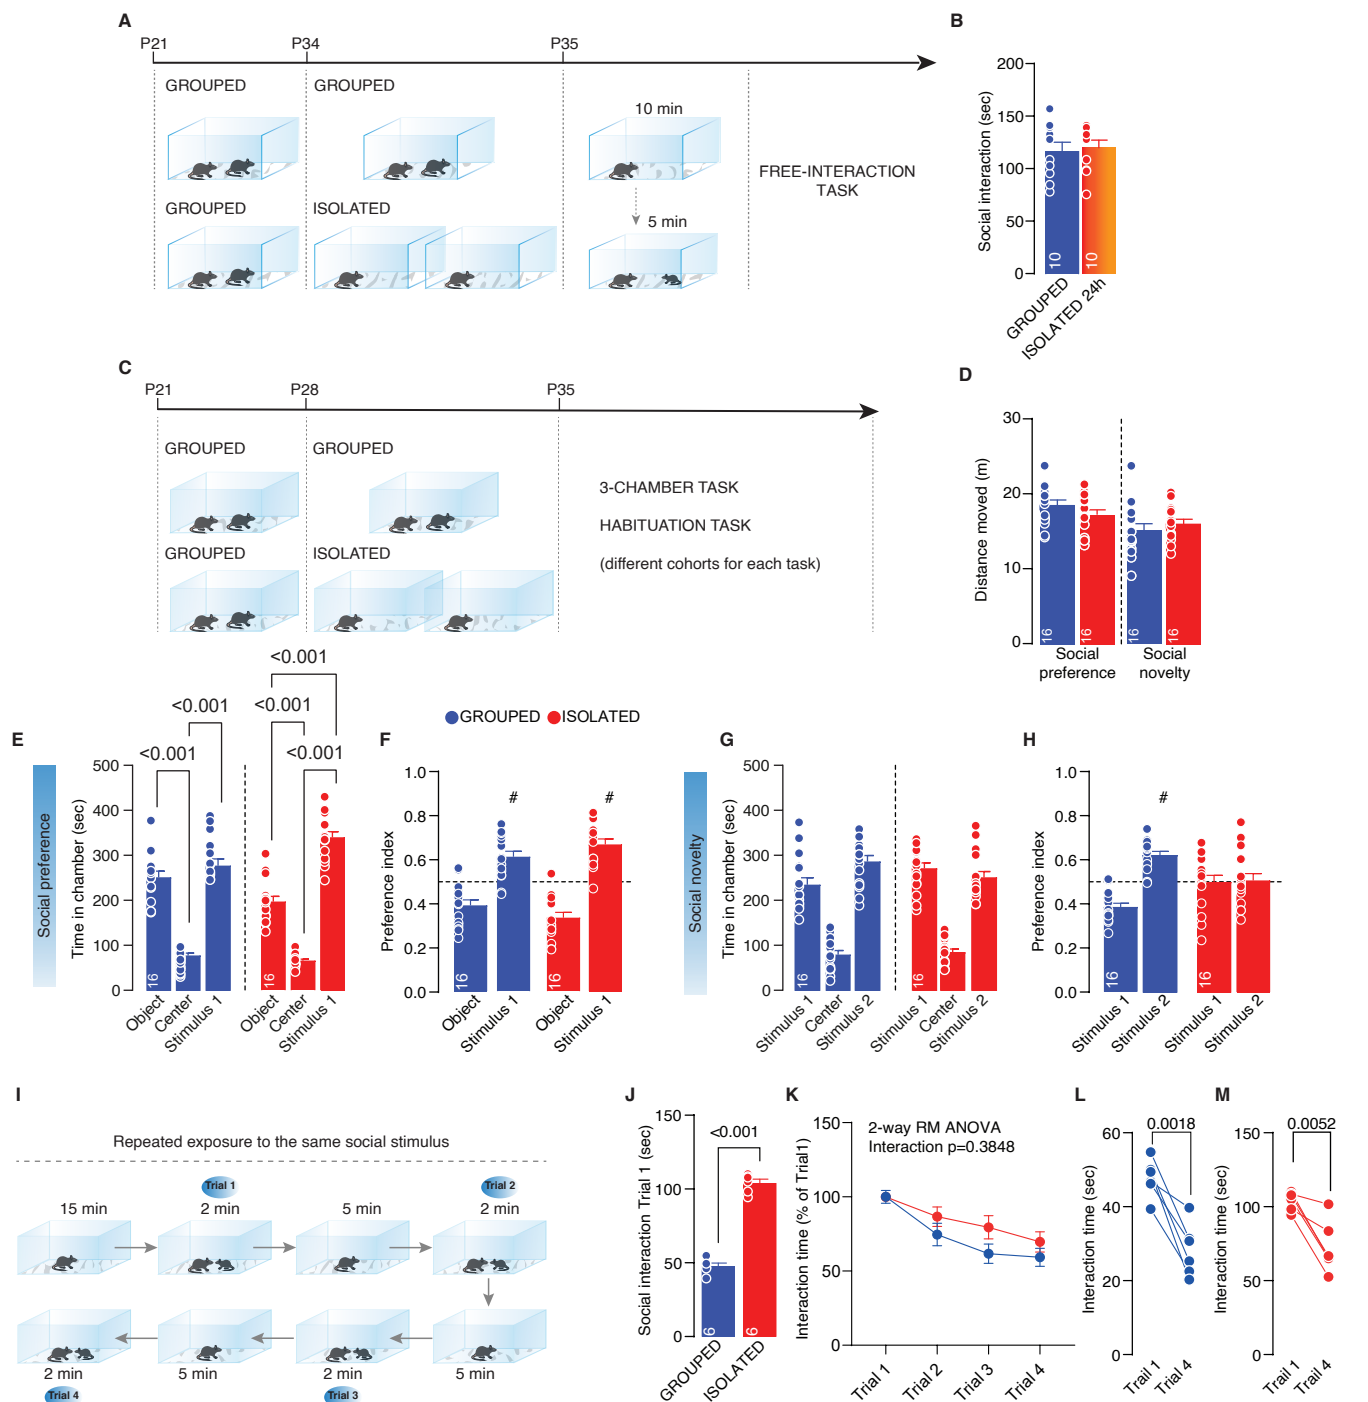 A
P21
P34
P35
GROUPED
GROUPED
10 min
FREE-INTERACTION
TASK
GROUPED
ISOLATED
5 min
B
Social interaction (sec)
200
150
100
50
0
10
10
GROUPED
ISOLATED 24h
C
P21
P28
P35
GROUPED
GROUPED
3-CHAMBER TASK
HABITUATION TASK
(different cohorts for each task)
GROUPED
ISOLATED
D
Distance moved (m)
30
20
10
0
16
16
16
16
Social
preference
Social
novelty
GROUPED
ISOLATED
E
Social preference
Time in chamber (sec)
500
400
300
200
100
0
<0.001
<0.001
<0.001
<0.001
<0.001
16
16
Object
Center
Stimulus 1
Object
Center
Stimulus 1
F
Preference index
1.0
0.8
0.6
0.4
0.2
0.0
#
#
16
16
Object
Stimulus 1
Object
Stimulus 1
G
Social novelty
Time in chamber (sec)
500
400
300
200
100
0
16
16
Stimulus 1
Center
Stimulus 2
Stimulus 1
Center
Stimulus 2
H
Preference index
1.0
0.8
0.6
0.4
0.2
0.0
#
16
16
Stimulus 1
Stimulus 2
Stimulus 1
Stimulus 2
I
Repeated exposure to the same social stimulus
Trial 1
Trial 2
15 min
2 min
5 min
2 min
2 min
5 min
2 min
5 min
Trial 4
Trial 3
J
Social interaction Trial 1 (sec)
150
100
50
0
<0.001
6
6
GROUPED
ISOLATED
K
Interaction time (% of Trial1)
150
100
50
0
2-way RM ANOVA
Interaction p=0.3848
Trial 1
Trial 2
Trial 3
Trial 4
L
Interaction time (sec)
60
40
20
0
0.0018
Trail 1
Trail 4
M
Interaction time (sec)
150
100
50
0
0.0052
Trail 1
Trail 4